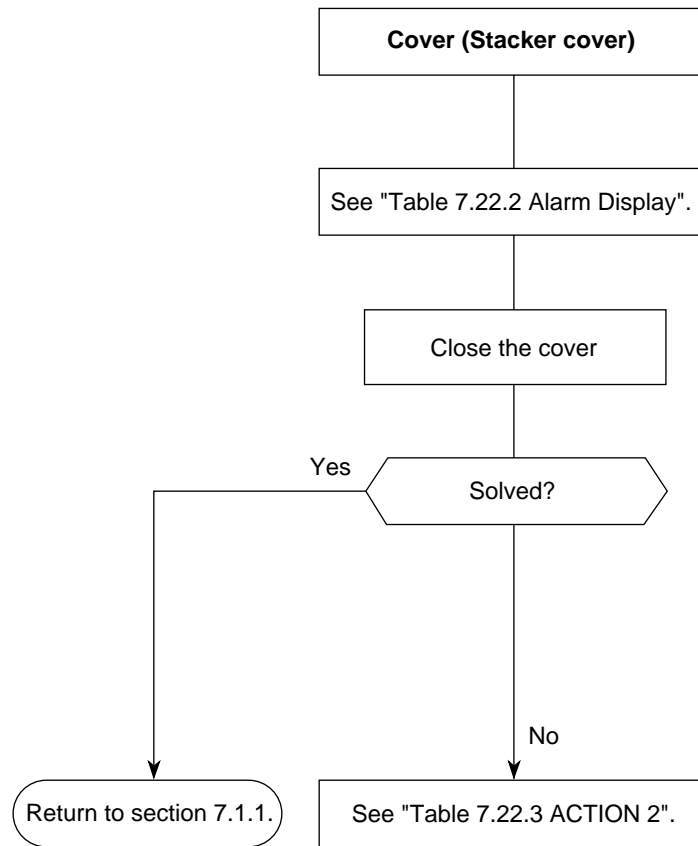 Cover (Stacker cover)
See "Table 7.22.2 Alarm Display".
Close the cover
Yes
Solved?
No
Return to section 7.1.1.
See "Table 7.22.3 ACTION 2".